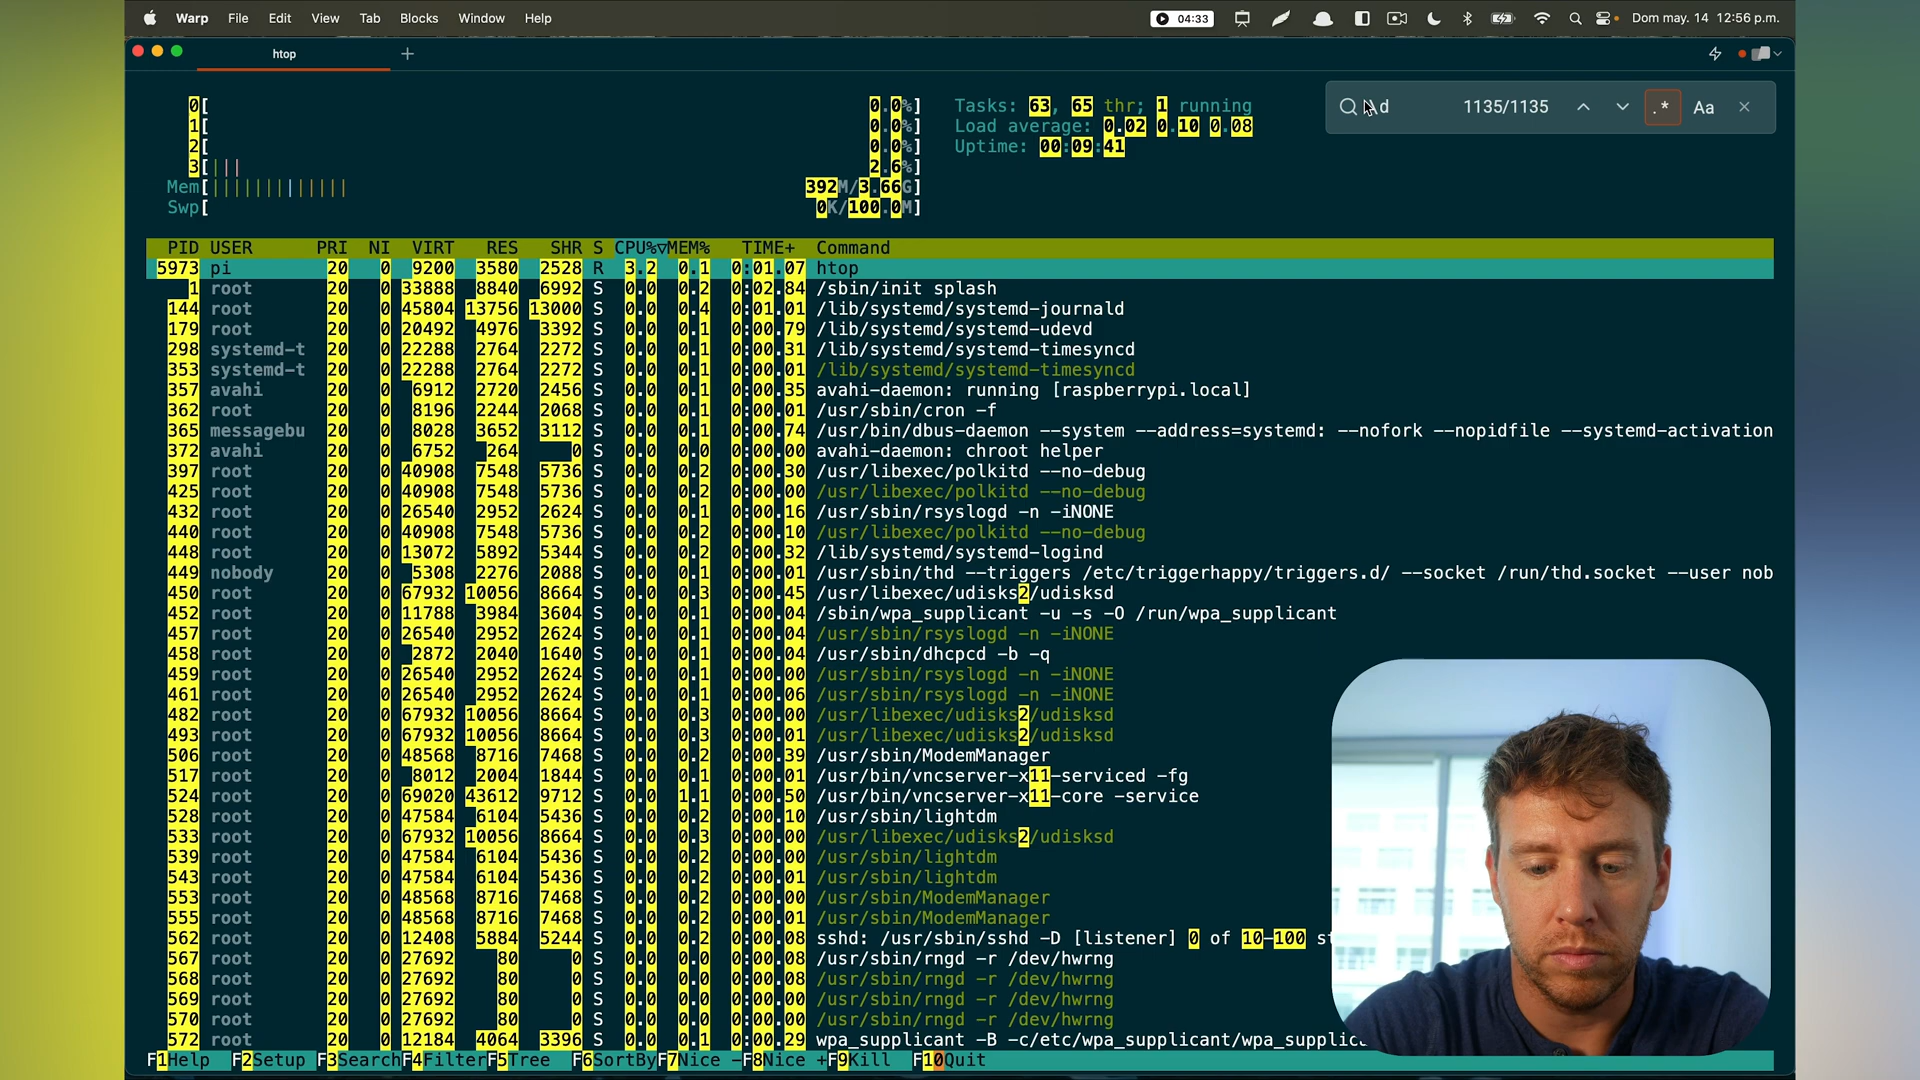 Warp File Edit View Tab Blocks Window Help 04:33 Dom may. 14 12:56 p.m.
htop
\d 1135/1135 .* Aa
0[ 0.0%] Tasks: 63, 65 thr; 1 running
1[ 0.0%] Load average: 0.02 0.10 0.08
2[ 0.0%] Uptime: 00:09:41
3[||| 2.6%]
Mem[||||||||||||| 392M/3.66G]
Swp[ 0K/100.0M]
PID USER PRI NI VIRT RES SHR S CPU%▽MEM% TIME+ Command
5973 pi 20 0 9200 3580 2528 R 3.2 0.1 0:01.07 htop
1 root 20 0 33888 8840 6992 S 0.0 0.2 0:02.84 /sbin/init splash
144 root 20 0 45804 13756 13000 S 0.0 0.4 0:01.01 /lib/systemd/systemd-journald
179 root 20 0 20492 4976 3392 S 0.0 0.1 0:00.79 /lib/systemd/systemd-udevd
298 systemd-t 20 0 22288 2764 2272 S 0.0 0.1 0:00.31 /lib/systemd/systemd-timesyncd
353 systemd-t 20 0 22288 2764 2272 S 0.0 0.1 0:00.01 /lib/systemd/systemd-timesyncd
357 avahi 20 0 6912 2720 2456 S 0.0 0.1 0:00.35 avahi-daemon: running [raspberrypi.local]
362 root 20 0 8196 2244 2068 S 0.0 0.1 0:00.01 /usr/sbin/cron -f
365 messagebu 20 0 8028 3652 3112 S 0.0 0.1 0:00.74 /usr/bin/dbus-daemon --system --address=systemd: --nofork --nopidfile --systemd-activation
372 avahi 20 0 6752 264 0 S 0.0 0.0 0:00.00 avahi-daemon: chroot helper
397 root 20 0 40908 7548 5736 S 0.0 0.2 0:00.30 /usr/libexec/polkitd --no-debug
425 root 20 0 40908 7548 5736 S 0.0 0.2 0:00.00 /usr/libexec/polkitd --no-debug
432 root 20 0 26540 2952 2624 S 0.0 0.1 0:00.16 /usr/sbin/rsyslogd -n -iNONE
440 root 20 0 40908 7548 5736 S 0.0 0.2 0:00.10 /usr/libexec/polkitd --no-debug
448 root 20 0 13072 5892 5344 S 0.0 0.2 0:00.32 /lib/systemd/systemd-logind
449 nobody 20 0 5308 2276 2088 S 0.0 0.1 0:00.01 /usr/sbin/thd --triggers /etc/triggerhappy/triggers.d/ --socket /run/thd.socket --user nob
450 root 20 0 67932 10056 8664 S 0.0 0.3 0:00.45 /usr/libexec/udisks2/udisksd
452 root 20 0 11788 3984 3604 S 0.0 0.1 0:00.04 /sbin/wpa_supplicant -u -s -O /run/wpa_supplicant
457 root 20 0 26540 2952 2624 S 0.0 0.1 0:00.04 /usr/sbin/rsyslogd -n -iNONE
458 root 20 0 2872 2040 1640 S 0.0 0.1 0:00.04 /usr/sbin/dhcpcd -b -q
459 root 20 0 26540 2952 2624 S 0.0 0.1 0:00.00 /usr/sbin/rsyslogd -n -iNONE
461 root 20 0 26540 2952 2624 S 0.0 0.1 0:00.06 /usr/sbin/rsyslogd -n -iNONE
482 root 20 0 67932 10056 8664 S 0.0 0.3 0:00.00 /usr/libexec/udisks2/udisksd
493 root 20 0 67932 10056 8664 S 0.0 0.3 0:00.01 /usr/libexec/udisks2/udisksd
506 root 20 0 48568 8716 7468 S 0.0 0.2 0:00.39 /usr/sbin/ModemManager
517 root 20 0 8012 2004 1844 S 0.0 0.1 0:00.01 /usr/bin/vncserver-x11-serviced -fg
524 root 20 0 69020 43612 9712 S 0.0 1.1 0:00.50 /usr/bin/vncserver-x11-core -service
528 root 20 0 47584 6104 5436 S 0.0 0.2 0:00.10 /usr/sbin/lightdm
533 root 20 0 67932 10056 8664 S 0.0 0.3 0:00.00 /usr/libexec/udisks2/udisksd
539 root 20 0 47584 6104 5436 S 0.0 0.2 0:00.00 /usr/sbin/lightdm
543 root 20 0 47584 6104 5436 S 0.0 0.2 0:00.01 /usr/sbin/lightdm
553 root 20 0 48568 8716 7468 S 0.0 0.2 0:00.00 /usr/sbin/ModemManager
555 root 20 0 48568 8716 7468 S 0.0 0.2 0:00.01 /usr/sbin/ModemManager
562 root 20 0 12408 5884 5244 S 0.0 0.2 0:00.08 sshd: /usr/sbin/sshd -D [listener] 0 of 10-100 st
567 root 20 0 27692 80 0 S 0.0 0.0 0:00.08 /usr/sbin/rngd -r /dev/hwrng
568 root 20 0 27692 80 0 S 0.0 0.0 0:00.00 /usr/sbin/rngd -r /dev/hwrng
569 root 20 0 27692 80 0 S 0.0 0.0 0:00.00 /usr/sbin/rngd -r /dev/hwrng
570 root 20 0 27692 80 0 S 0.0 0.0 0:00.01 /usr/sbin/rngd -r /dev/hwrng
572 root 20 0 12184 4064 3396 S 0.0 0.1 0:00.29 wpa_supplicant -B -c/etc/wpa_supplicant/wpa_supplic
F1Help F2Setup F3SearchF4FilterF5Tree F6SortByF7Nice -F8Nice +F9Kill F10Quit